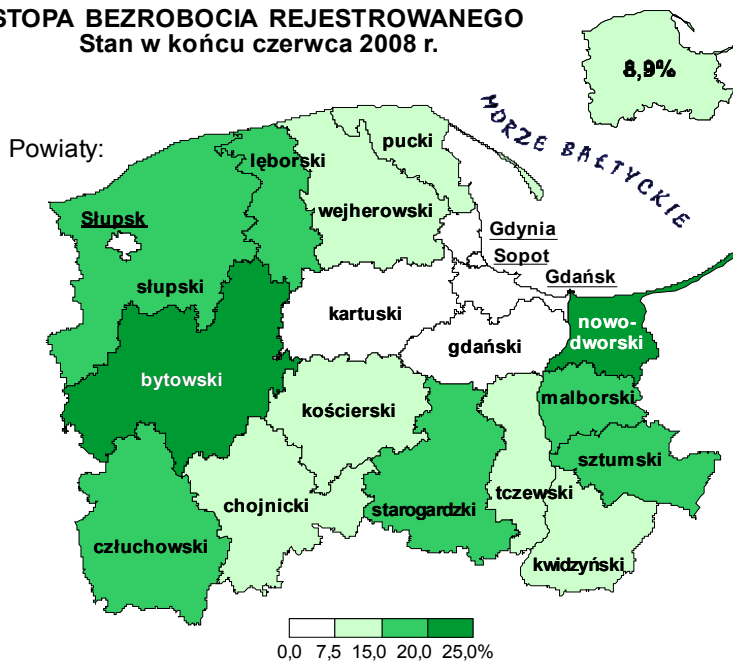 STOPA BEZROBOCIA REJESTROWANEGO
Stan w końcu czerwca 2008 r.
8,9%
Powiaty:
MORZE BAŁTYCKIE
pucki
lęborski
wejherowski
Słupsk
Gdynia
Sopot
Gdańsk
słupski
kartuski
gdański
nowo-
dworski
bytowski
kościerski
malborski
sztumski
chojnicki
starogardzki
tczewski
człuchowski
kwidzyński
0,0 7,5 15,0 20,0 25,0%